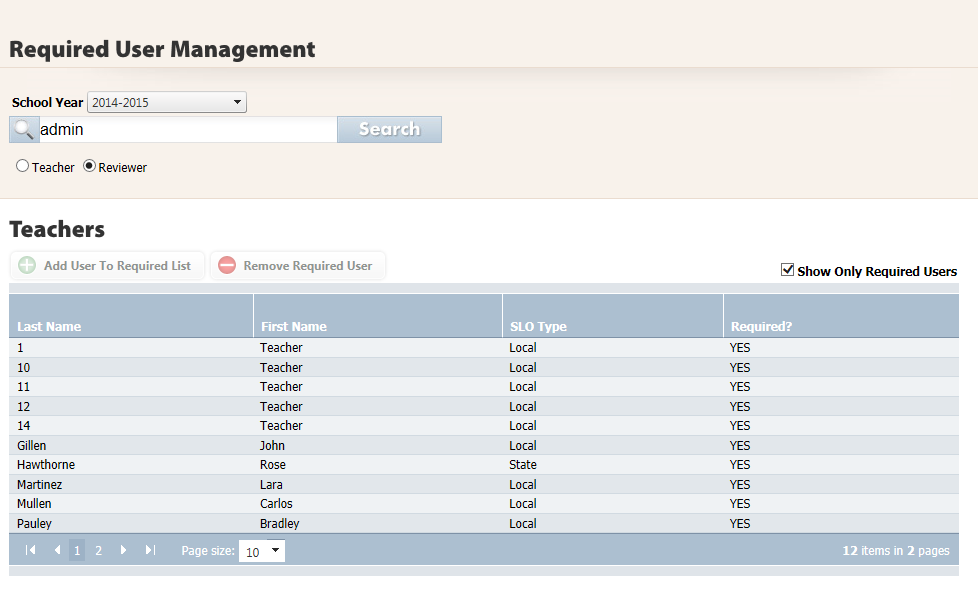 Required User Management
School Year 2014-2015
admin Search
Teacher Reviewer
Teachers
Add User To Required List Remove Required User Show Only Required Users
Last Name First Name SLO Type Required?
1 Teacher Local YES
10 Teacher Local YES
11 Teacher Local YES
12 Teacher Local YES
14 Teacher Local YES
Gillen John Local YES
Hawthorne Rose State YES
Martinez Lara Local YES
Mullen Carlos Local YES
Pauley Bradley Local YES
1 2 Page size: 10 12 items in 2 pages